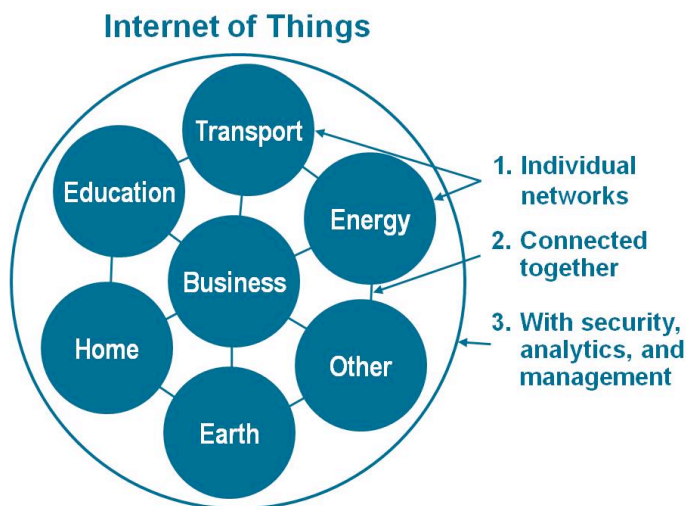 Internet of Things
Transport
Education
Energy
Business
Home
Other
Earth
1. Individual
networks
2. Connected
together
3. With security,
analytics, and
management